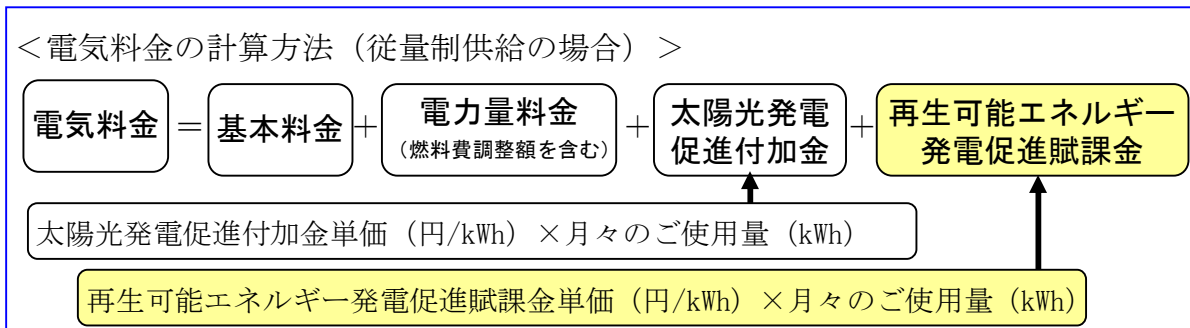 ＜電気料金の計算方法（従量制供給の場合）＞
電気料金＝基本料金＋電力量料金（燃料費調整額を含む）＋太陽光発電促進付加金＋再生可能エネルギー発電促進賦課金
太陽光発電促進付加金単価（円/kWh）×月々のご使用量（kWh）
再生可能エネルギー発電促進賦課金単価（円/kWh）×月々のご使用量（kWh）